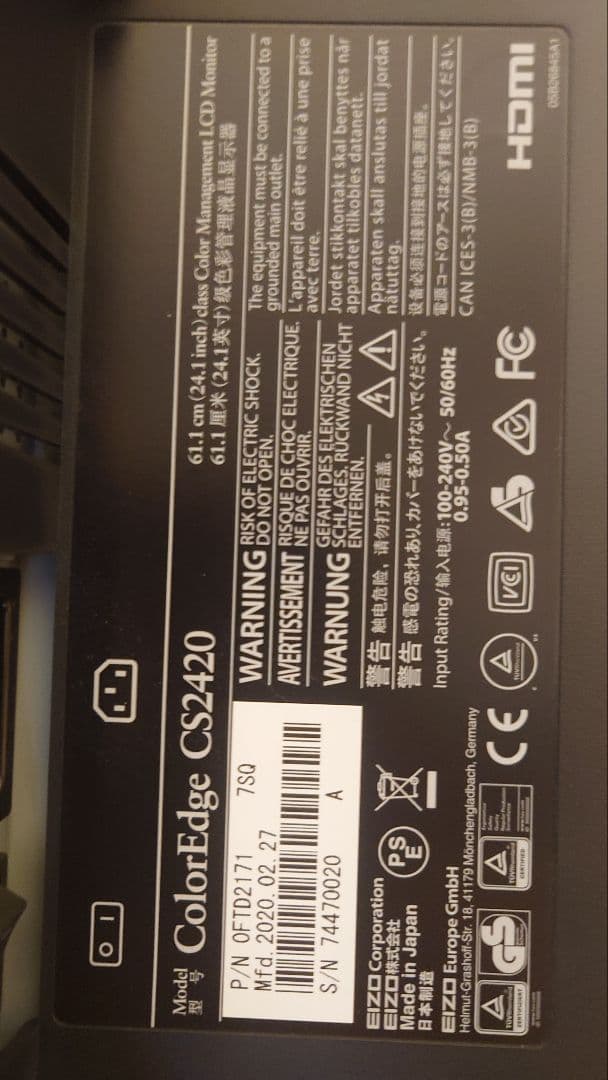 Model
型 号
ColorEdge CS2420
61.1 cm (24.1 inch) class Color Management LCD Monitor
61.1 厘米 (24.1英寸) 级色彩管理液晶显示器
P/N 0FTD2171 7SQ
Mfd. 2020. 02. 27
S/N 74470020 A
WARNING
RISK OF ELECTRIC SHOCK.
DO NOT OPEN.
The equipment must be connected to a
grounded main outlet.
AVERTISSEMENT
RISQUE DE CHOC ELECTRIQUE.
NE PAS OUVRIR.
L'appareil doit être relié à une prise
avec terre.
WARNUNG
GEFAHR DES ELEKTRISCHEN
SCHLAGES. RÜCKWAND NICHT
ENTFERNEN.
Jordet stikkontakt skal benyttes når
apparatet tilkobles datanett.
Apparaten skall anslutas till jordat
nätuttag.
警告 触电危险，请勿打开后盖。
设备必须连接到接地的电源插座。
警告 感電の恐れあり、カバーをあけないでください。
電源コードのアースは必ず接地してください。
Input Rating/输入电源: 100-240V～ 50/60Hz
0.95-0.50A
CAN ICES-3 (B)/NMB-3(B)
EIZO Corporation
EIZO株式会社
Made in Japan
日本制造
PS
E
EIZO Europe GmbH
Helmut-Grashoff-Str. 18, 41179 Mönchengladbach, Germany
GS
CE
VCI
FC
HDMI
05B26845A1